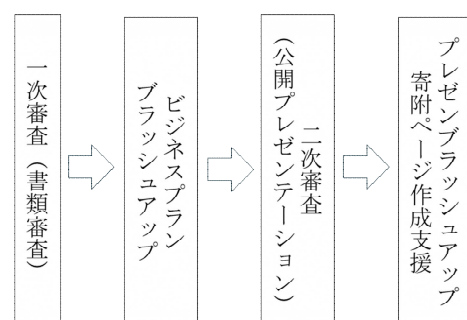 一次審査（書類審査）
ビジネスプラン
ブラッシュアップ
二次審査
（公開プレゼンテーション）
プレゼンブラッシュアップ
寄附ページ作成支援